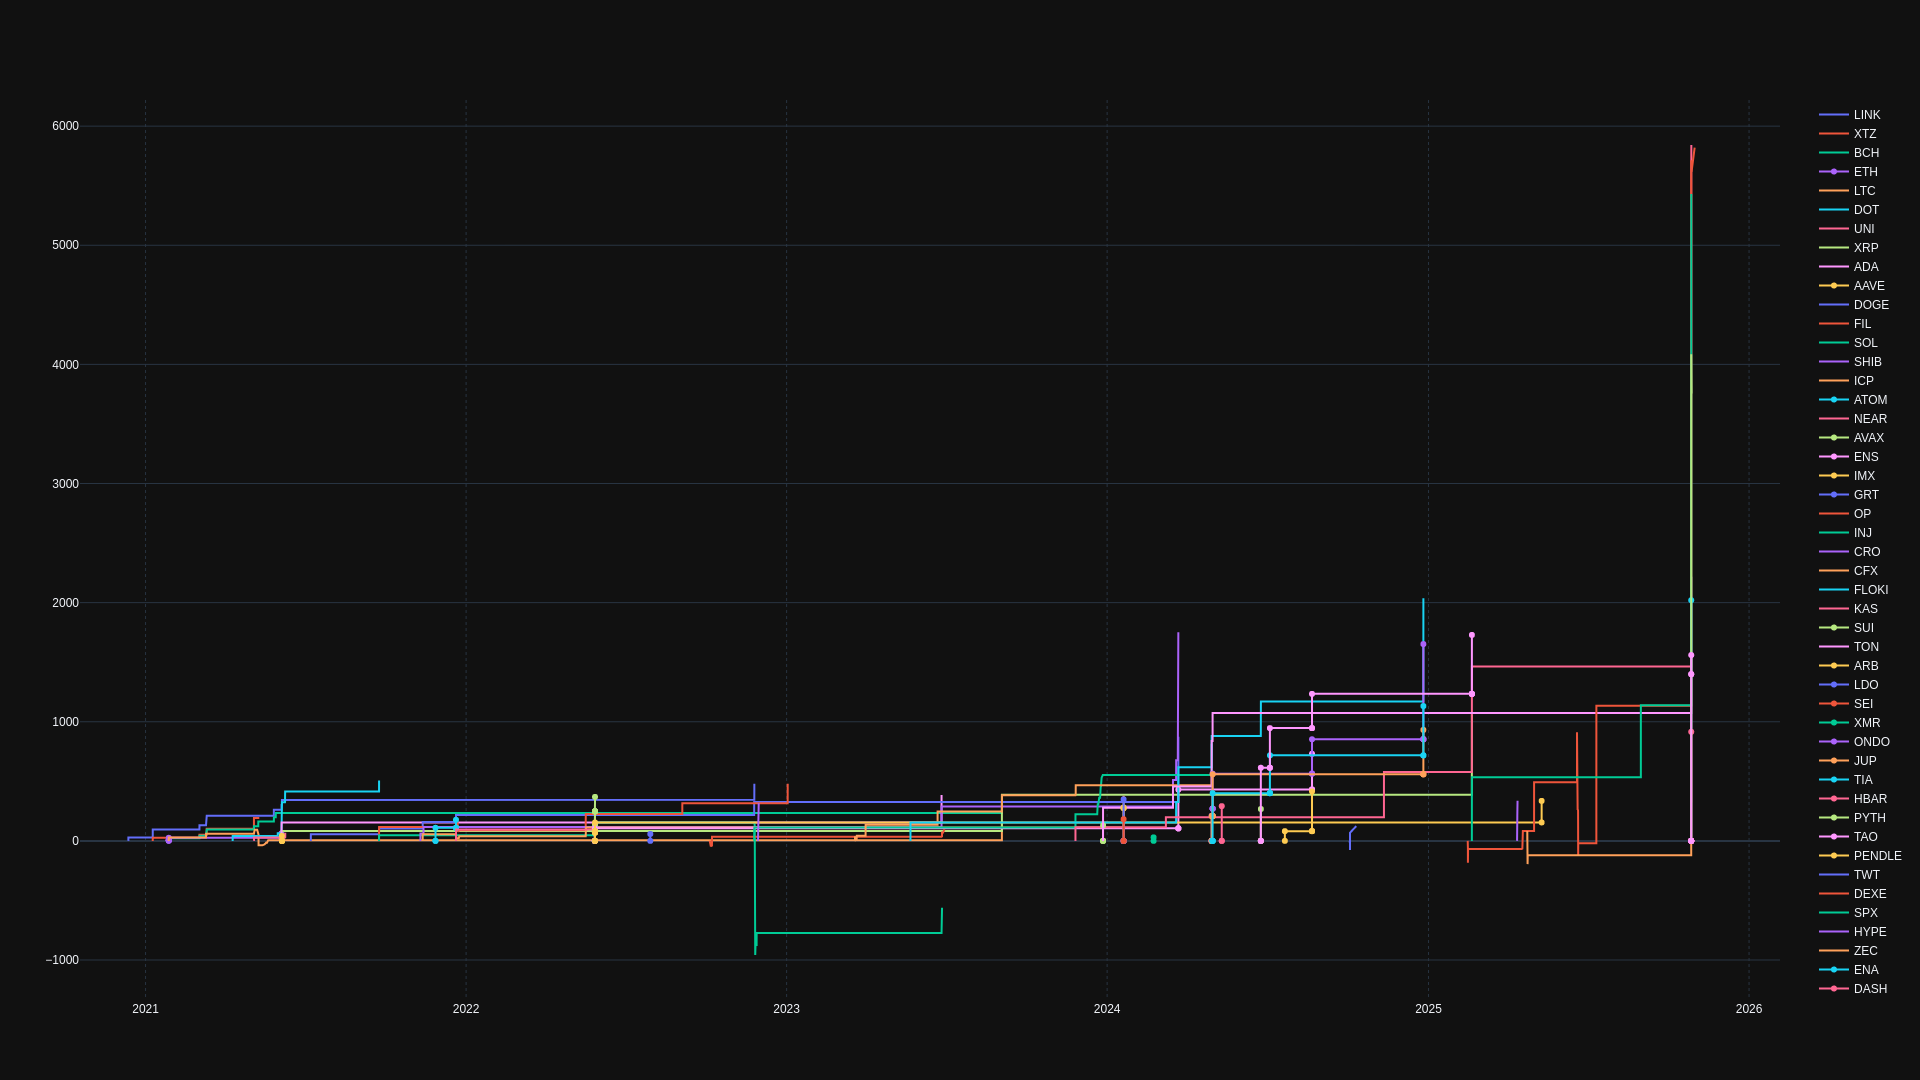 6000
5000
4000
3000
2000
1000
0
−1000
2021
2022
2023
2024
2025
2026
LINK
XTZ
BCH
ETH
LTC
DOT
UNI
XRP
ADA
AAVE
DOGE
FIL
SOL
SHIB
ICP
ATOM
NEAR
AVAX
ENS
IMX
GRT
OP
INJ
CRO
CFX
FLOKI
KAS
SUI
TON
ARB
LDO
SEI
XMR
ONDO
JUP
TIA
HBAR
PYTH
TAO
PENDLE
TWT
DEXE
SPX
HYPE
ZEC
ENA
DASH